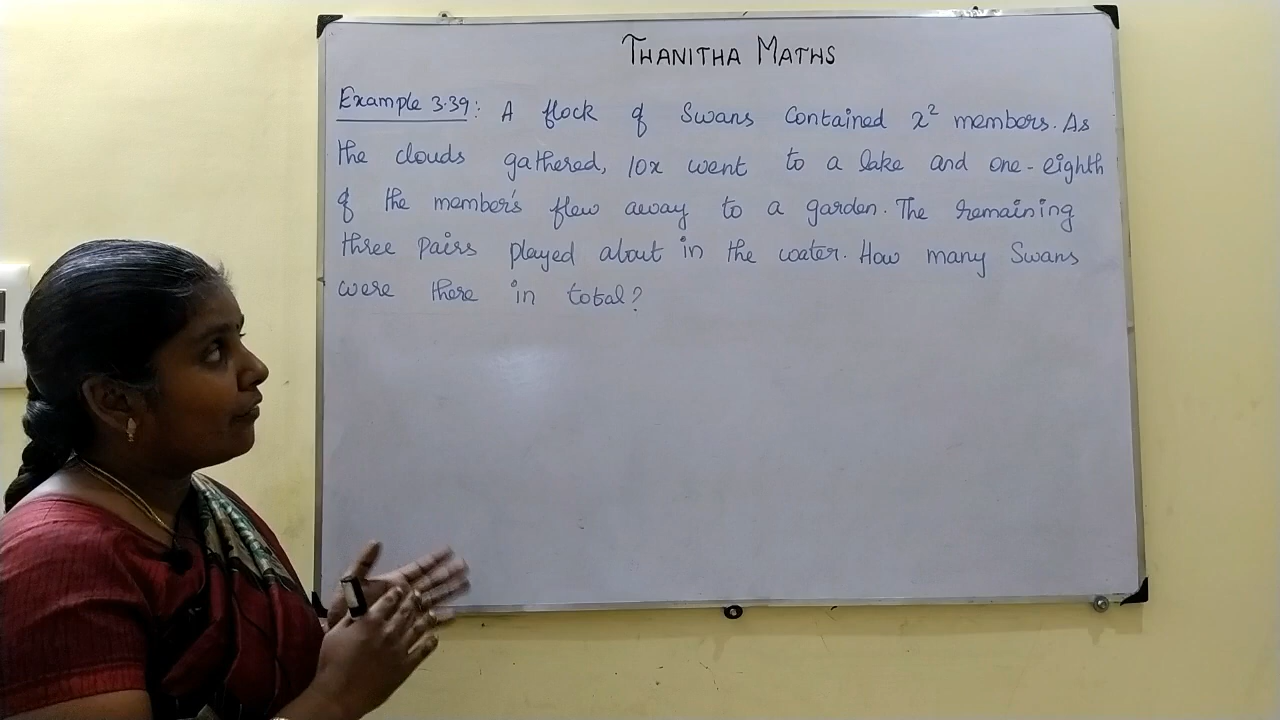 THANITHA MATHS
Example 3.39: A flock of Swans contained x² members. As
the clouds gathered, 10x went to a lake and one-eighth
of the member's flew away to a garden. The remaining
three pairs played about in the water. How many Swans
were there in total?